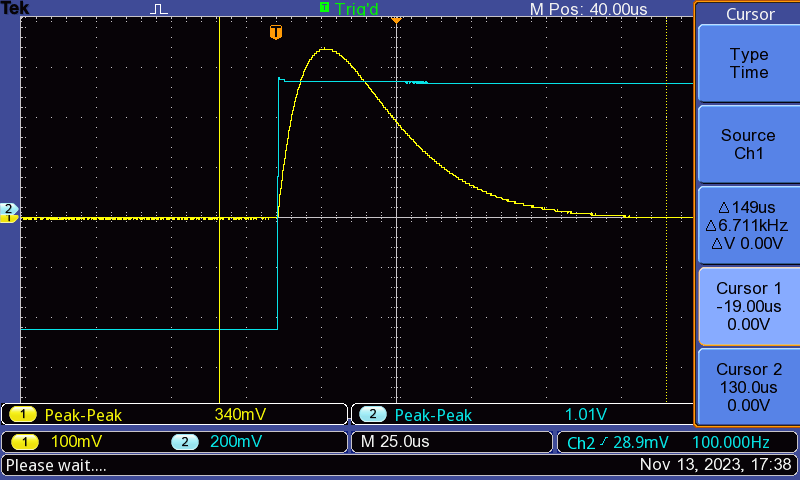 Tek Trig'd M Pos: 40.00us
Cursor
T
Type
Time
Source
Ch1
2
1
△149us
△6.711kHz
△V 0.00V
Cursor 1
-19.00us
0.00V
Cursor 2
130.0us
0.00V
1 Peak-Peak 340mV 2 Peak-Peak 1.01V
1 100mV 2 200mV M 25.0us Ch2 28.9mV 100.000Hz
Please wait.... Nov 13, 2023, 17:38